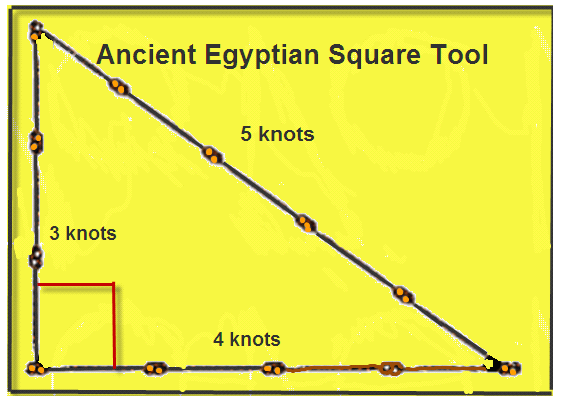 Ancient Egyptian Square Tool
5 knots
3 knots
4 knots